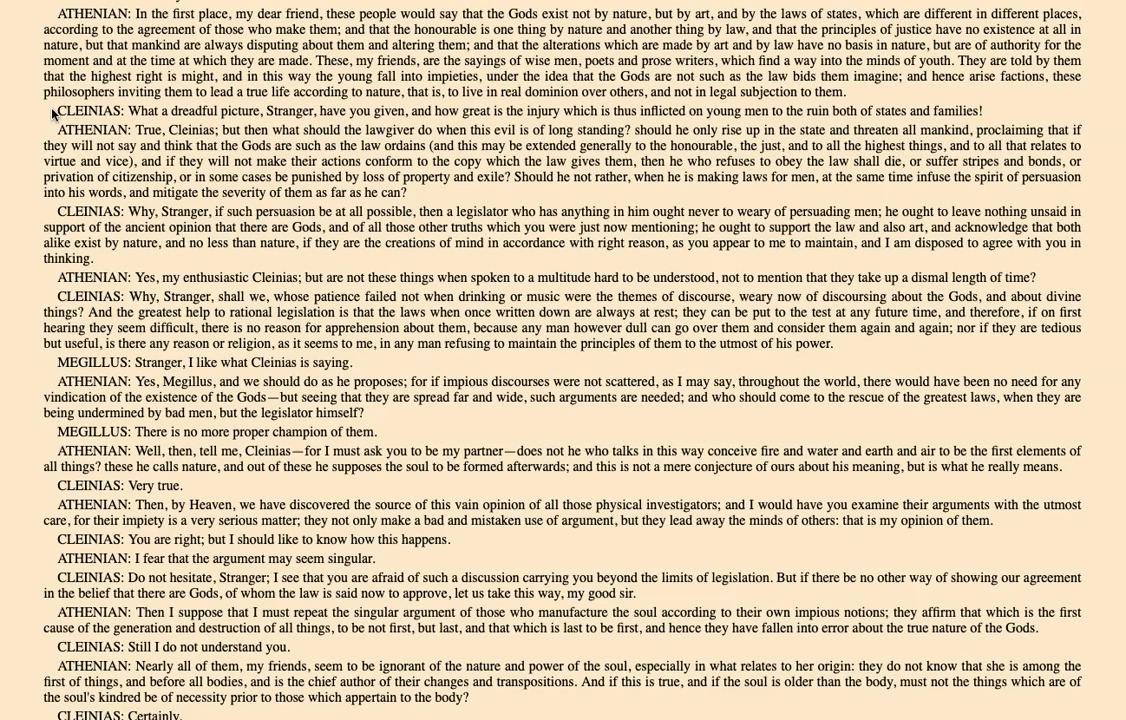 ATHENIAN: In the first place, my dear friend, these people would say that the Gods exist not by nature, but by art, and by the laws of states, which are different in different places,
according to the agreement of those who make them; and that the honourable is one thing by nature and another thing by law, and that the principles of justice have no existence at all in
nature, but that mankind are always disputing about them and altering them; and that the alterations which are made by art and by law have no basis in nature, but are of authority for the
moment and at the time at which they are made. These, my friends, are the sayings of wise men, poets and prose writers, which find a way into the minds of youth. They are told by them
that the highest right is might, and in this way the young fall into impieties, under the idea that the Gods are not such as the law bids them imagine; and hence arise factions, these
philosophers inviting them to lead a true life according to nature, that is, to live in real dominion over others, and not in legal subjection to them.
CLEINIAS: What a dreadful picture, Stranger, have you given, and how great is the injury which is thus inflicted on young men to the ruin both of states and families!
ATHENIAN: True, Cleinias; but then what should the lawgiver do when this evil is of long standing? should he only rise up in the state and threaten all mankind, proclaiming that if
they will not say and think that the Gods are such as the law ordains (and this may be extended generally to the honourable, the just, and to all the highest things, and to all that relates to
virtue and vice), and if they will not make their actions conform to the copy which the law gives them, then he who refuses to obey the law shall die, or suffer stripes and bonds, or
privation of citizenship, or in some cases be punished by loss of property and exile? Should he not rather, when he is making laws for men, at the same time infuse the spirit of persuasion
into his words, and mitigate the severity of them as far as he can?
CLEINIAS: Why, Stranger, if such persuasion be at all possible, then a legislator who has anything in him ought never to weary of persuading men; he ought to leave nothing unsaid in
support of the ancient opinion that there are Gods, and of all those other truths which you were just now mentioning; he ought to support the law and also art, and acknowledge that both
alike exist by nature, and no less than nature, if they are the creations of mind in accordance with right reason, as you appear to me to maintain, and I am disposed to agree with you in
thinking.
ATHENIAN: Yes, my enthusiastic Cleinias; but are not these things when spoken to a multitude hard to be understood, not to mention that they take up a dismal length of time?
CLEINIAS: Why, Stranger, shall we, whose patience failed not when drinking or music were the themes of discourse, weary now of discoursing about the Gods, and about divine
things? And the greatest help to rational legislation is that the laws when once written down are always at rest; they can be put to the test at any future time, and therefore, if on first
hearing they seem difficult, there is no reason for apprehension about them, because any man however dull can go over them and consider them again and again; nor if they are tedious
but useful, is there any reason or religion, as it seems to me, in any man refusing to maintain the principles of them to the utmost of his power.
MEGILLUS: Stranger, I like what Cleinias is saying.
ATHENIAN: Yes, Megillus, and we should do as he proposes; for if impious discourses were not scattered, as I may say, throughout the world, there would have been no need for any
vindication of the existence of the Gods—but seeing that they are spread far and wide, such arguments are needed; and who should come to the rescue of the greatest laws, when they are
being undermined by bad men, but the legislator himself?
MEGILLUS: There is no more proper champion of them.
ATHENIAN: Well, then, tell me, Cleinias—for I must ask you to be my partner—does not he who talks in this way conceive fire and water and earth and air to be the first elements of
all things? these he calls nature, and out of these he supposes the soul to be formed afterwards; and this is not a mere conjecture of ours about his meaning, but is what he really means.
CLEINIAS: Very true.
ATHENIAN: Then, by Heaven, we have discovered the source of this vain opinion of all those physical investigators; and I would have you examine their arguments with the utmost
care, for their impiety is a very serious matter; they not only make a bad and mistaken use of argument, but they lead away the minds of others: that is my opinion of them.
CLEINIAS: You are right; but I should like to know how this happens.
ATHENIAN: I fear that the argument may seem singular.
CLEINIAS: Do not hesitate, Stranger; I see that you are afraid of such a discussion carrying you beyond the limits of legislation. But if there be no other way of showing our agreement
in the belief that there are Gods, of whom the law is said now to approve, let us take this way, my good sir.
ATHENIAN: Then I suppose that I must repeat the singular argument of those who manufacture the soul according to their own impious notions; they affirm that which is the first
cause of the generation and destruction of all things, to be not first, but last, and that which is last to be first, and hence they have fallen into error about the true nature of the Gods.
CLEINIAS: Still I do not understand you.
ATHENIAN: Nearly all of them, my friends, seem to be ignorant of the nature and power of the soul, especially in what relates to her origin: they do not know that she is among the
first of things, and before all bodies, and is the chief author of their changes and transpositions. And if this is true, and if the soul is older than the body, must not the things which are of
the soul's kindred be of necessity prior to those which appertain to the body?
CLEINIAS: Certainly.